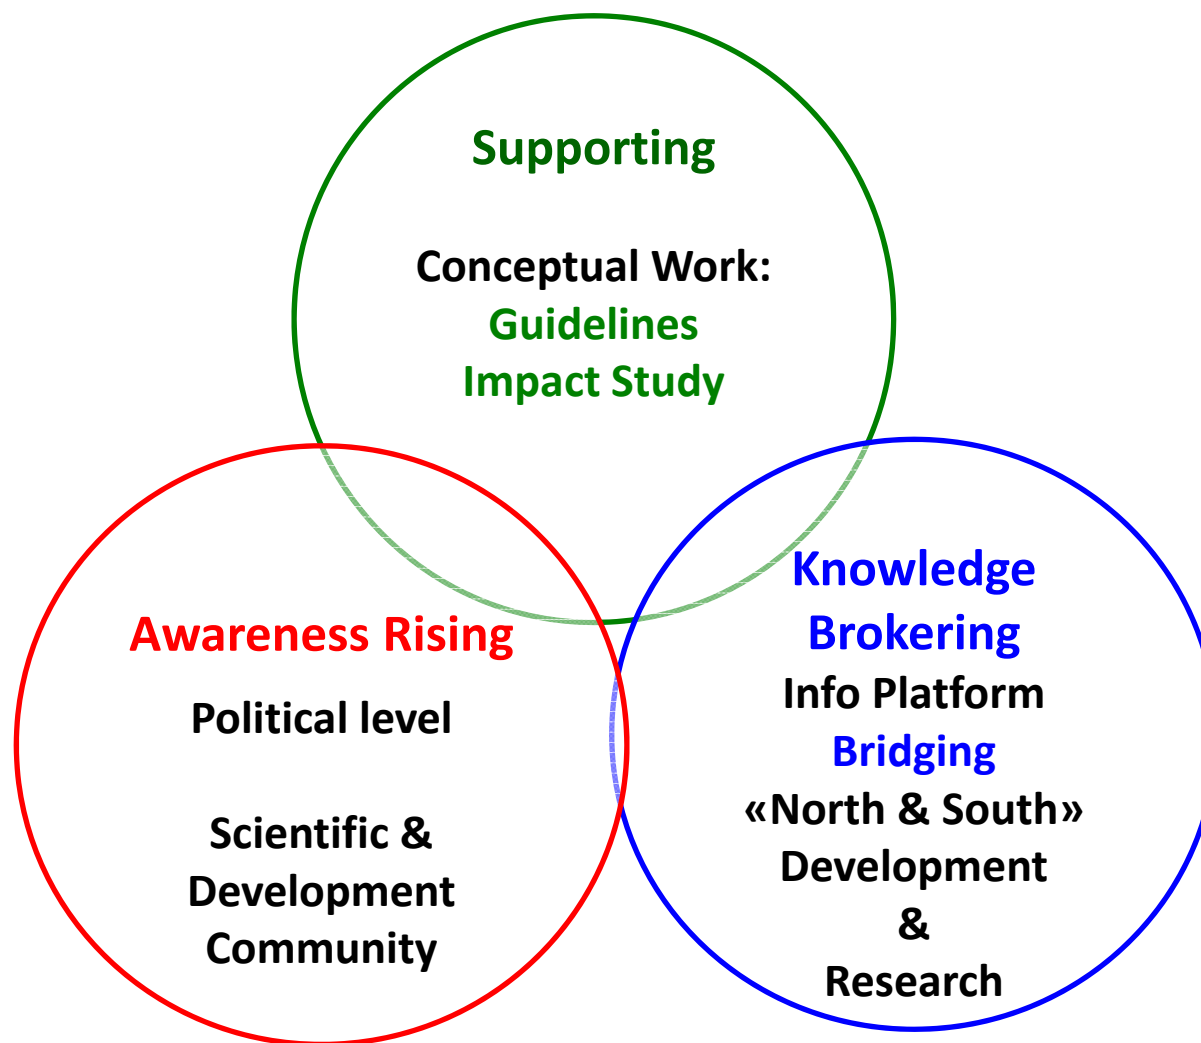 Supporting
Conceptual Work:
Guidelines
Impact Study
Awareness Rising
Political level
Scientific &
Development
Community
Knowledge
Brokering
Info Platform
Bridging
«North & South»
Development
&
Research